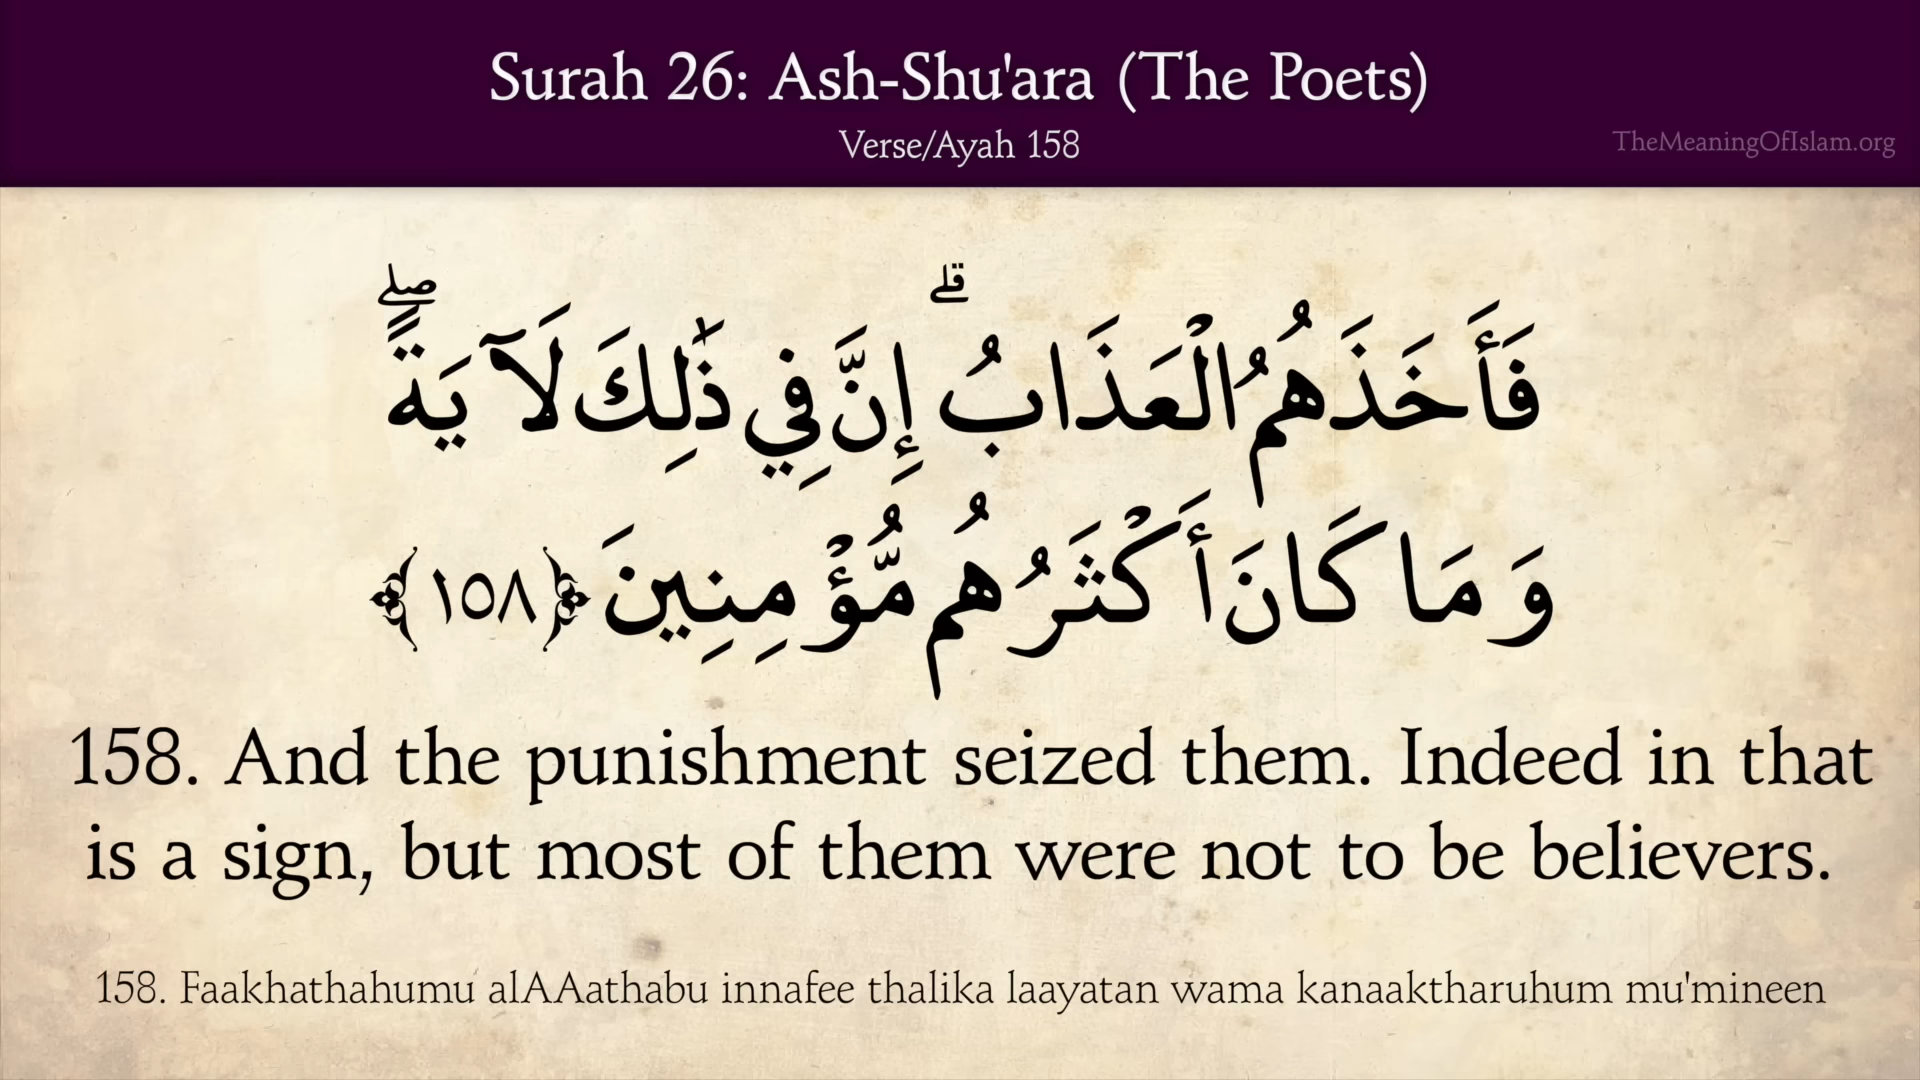 Surah 26: Ash-Shu'ara (The Poets)
Verse/Ayah 158
TheMeaningOfIslam.org
فَأَخَذَهُمُ الْعَذَابُ ۗ إِنَّ فِي ذَٰلِكَ لَآيَةً ۖ
وَمَا كَانَ أَكْثَرُهُم مُّؤْمِنِينَ ﴿١٥٨﴾
158. And the punishment seized them. Indeed in that
is a sign, but most of them were not to be believers.
158. Faakhathahumu alAAathabu innafee thalika laayatan wama kanaaktharuhum mu'mineen